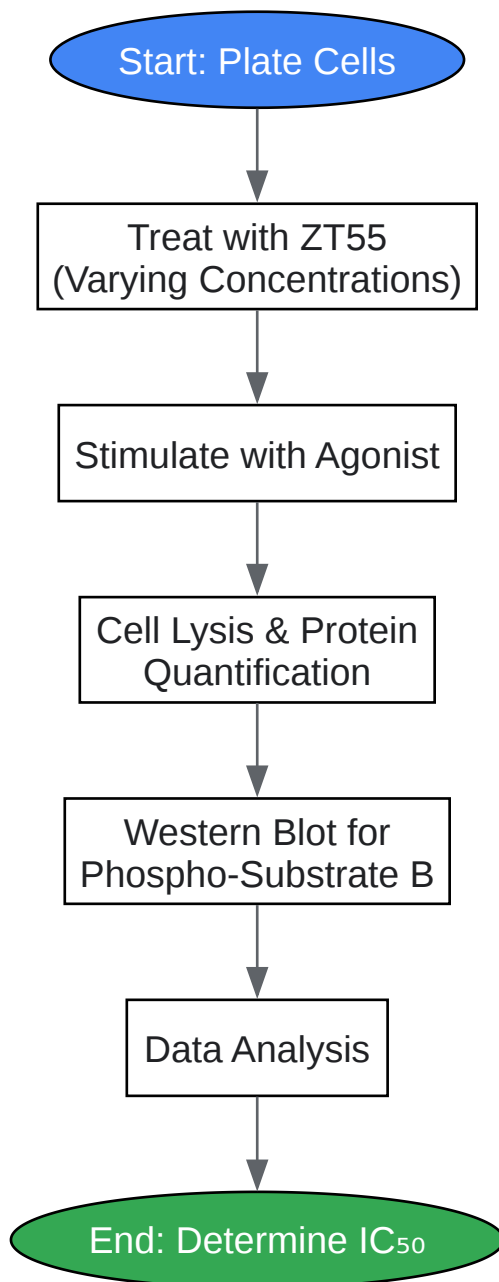 Start: Plate Cells
Treat with ZT55
(Varying Concentrations)
Stimulate with Agonist
Cell Lysis & Protein
Quantification
Western Blot for
Phospho-Substrate B
Data Analysis
End: Determine IC₅₀